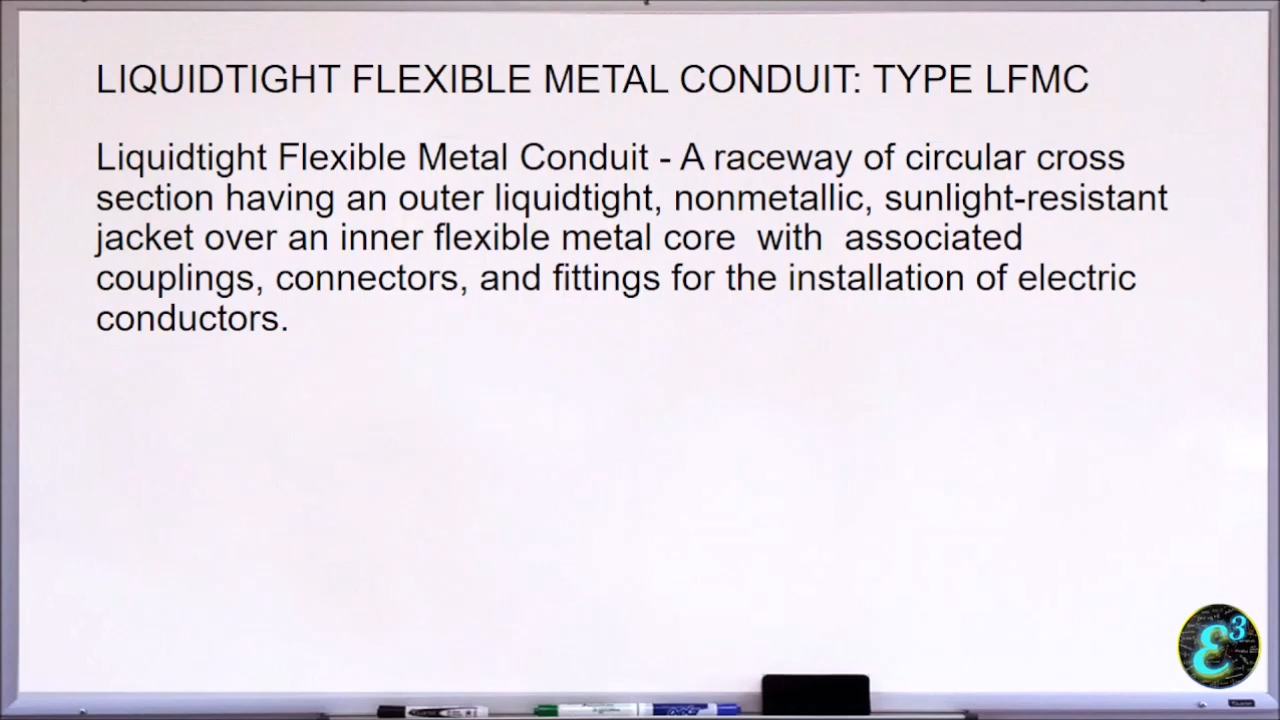 LIQUIDTIGHT FLEXIBLE METAL CONDUIT: TYPE LFMC
Liquidtight Flexible Metal Conduit - A raceway of circular cross
section having an outer liquidtight, nonmetallic, sunlight-resistant
jacket over an inner flexible metal core  with  associated
couplings, connectors, and fittings for the installation of electric
conductors.
ε3
EXPO